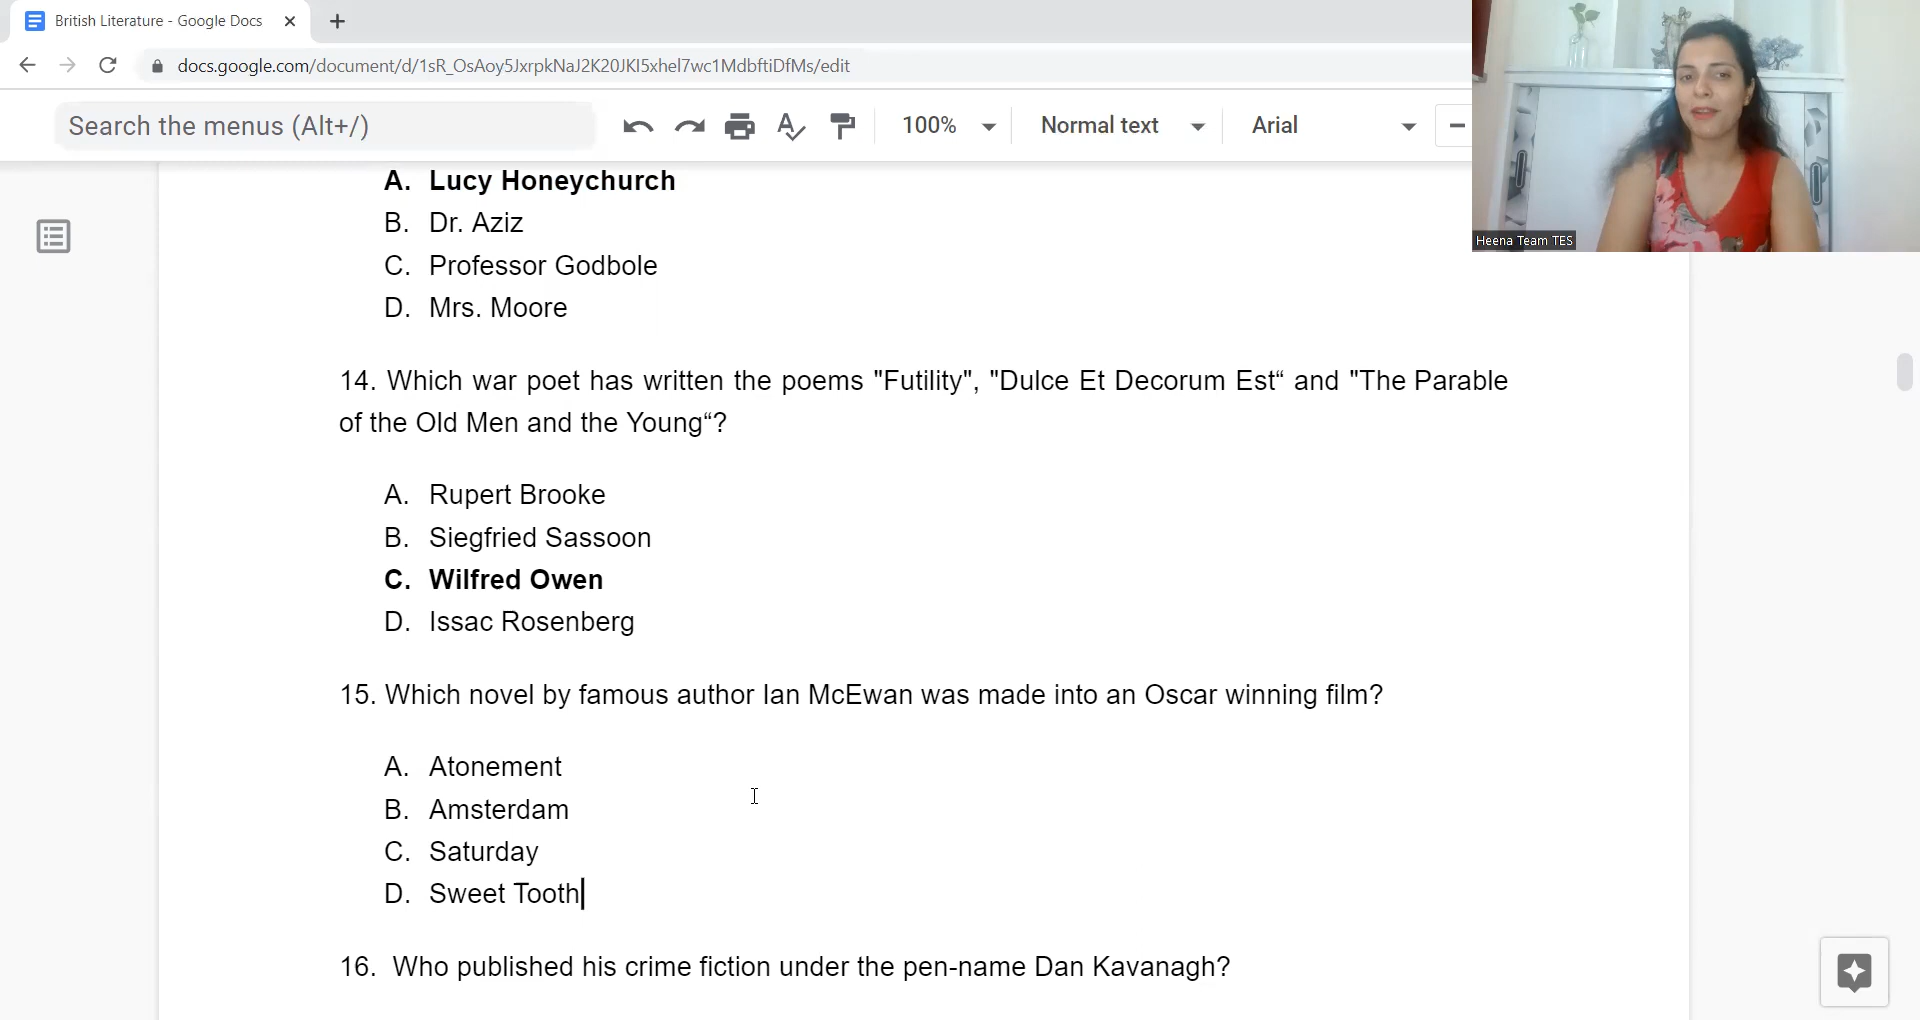 British Literature - Google Docs
docs.google.com/document/d/1sR_OsAoy5JxrpkNaJ2K20JKI5xhel7wc1MdbftiDfMs/edit
Search the menus (Alt+/)
100%
Normal text
Arial
Heena Team TES
A. Lucy Honeychurch
B. Dr. Aziz
C. Professor Godbole
D. Mrs. Moore
14. Which war poet has written the poems "Futility", "Dulce Et Decorum Est“ and "The Parable
of the Old Men and the Young“?
A. Rupert Brooke
B. Siegfried Sassoon
C. Wilfred Owen
D. Issac Rosenberg
15. Which novel by famous author Ian McEwan was made into an Oscar winning film?
A. Atonement
B. Amsterdam
C. Saturday
D. Sweet Tooth
16. Who published his crime fiction under the pen-name Dan Kavanagh?